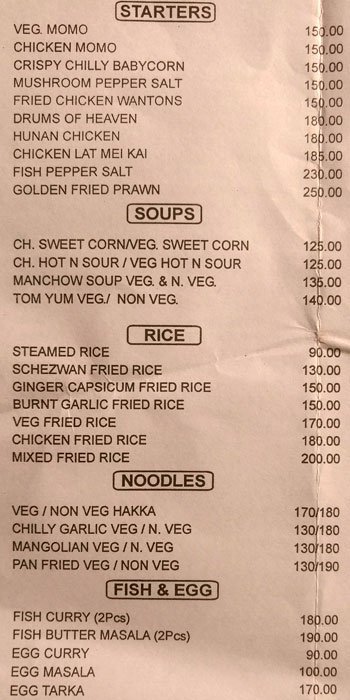 STARTERS
VEG. MOMO 150.00
CHICKEN MOMO 150.00
CRISPY CHILLY BABYCORN 150.00
MUSHROOM PEPPER SALT 150.00
FRIED CHICKEN WANTONS 150.00
DRUMS OF HEAVEN 180.00
HUNAN CHICKEN 180.00
CHICKEN LAT MEI KAI 185.00
FISH PEPPER SALT 230.00
GOLDEN FRIED PRAWN 250.00
SOUPS
CH. SWEET CORN/VEG. SWEET CORN 125.00
CH. HOT N SOUR / VEG HOT N SOUR 125.00
MANCHOW SOUP VEG. & N. VEG. 135.00
TOM YUM VEG./ NON VEG. 140.00
RICE
STEAMED RICE 90.00
SCHEZWAN FRIED RICE 130.00
GINGER CAPSICUM FRIED RICE 150.00
BURNT GARLIC FRIED RICE 150.00
VEG FRIED RICE 170.00
CHICKEN FRIED RICE 180.00
MIXED FRIED RICE 200.00
NOODLES
VEG / NON VEG HAKKA 170/180
CHILLY GARLIC VEG / N. VEG 130/180
MANGOLIAN VEG / N. VEG 130/180
PAN FRIED VEG / NON VEG 130/190
FISH & EGG
FISH CURRY (2Pcs) 180.00
FISH BUTTER MASALA (2Pcs) 190.00
EGG CURRY 90.00
EGG MASALA 100.00
EGG TARKA 170.00